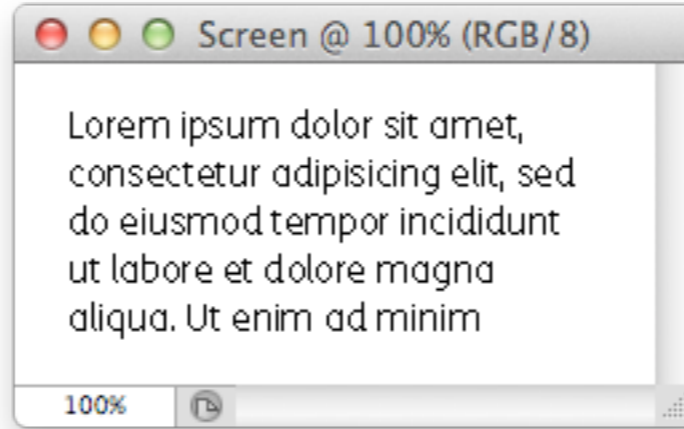 Screen @ 100% (RGB/8)
Lorem ipsum dolor sit amet,
consectetur adipisicing elit, sed
do eiusmod tempor incididunt
ut labore et dolore magna
aliqua. Ut enim ad minim
100%